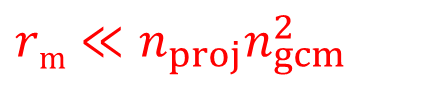 r_m ≪ n_proj n_gcm^2